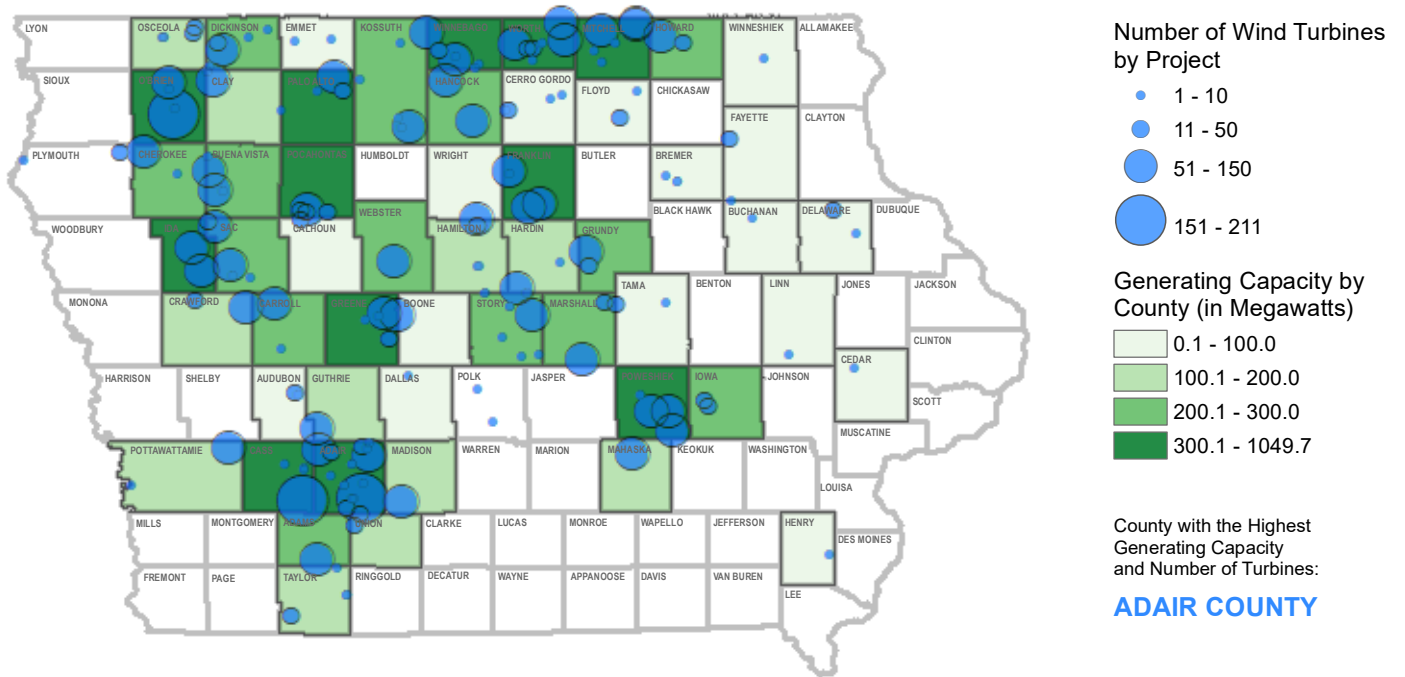 LYON
OSCEOLA
DICKINSON
EMMET
KOSSUTH
HOWARD
WINNESHIEK
ALLAMAKEE
SIOUX
CLAY
HANCOCK
CERRO GORDO
FLOYD
CHICKASAW
FAYETTE
CLAYTON
PLYMOUTH
CHEROKEE
BUENA VISTA
HUMBOLDT
WRIGHT
BUTLER
BREMER
WEBSTER
BLACK HAWK
BUCHANAN
DELAWARE
DUBUQUE
WOODBURY
SAC
CALHOUN
HAMILTON
HARDIN
GRUNDY
TAMA
BENTON
LINN
JONES
JACKSON
MONONA
CRAWFORD
CARROLL
BOONE
STORY
MARSHALL
CLINTON
CEDAR
HARRISON
SHELBY
AUDUBON
GUTHRIE
DALLAS
POLK
JASPER
IOWA
JOHNSON
SCOTT
MUSCATINE
POTTAWATTAMIE
MADISON
WARREN
MARION
MAHASKA
KEOKUK
WASHINGTON
LOUISA
MILLS
MONTGOMERY
ADAMS
UNION
CLARKE
LUCAS
MONROE
WAPELLO
JEFFERSON
HENRY
DES MOINES
FREMONT
PAGE
TAYLOR
RINGGOLD
DECATUR
WAYNE
APPANOOSE
DAVIS
VAN BUREN
LEE
Number of Wind Turbines
by Project
1 - 10
11 - 50
51 - 150
151 - 211
Generating Capacity by
County (in Megawatts)
0.1 - 100.0
100.1 - 200.0
200.1 - 300.0
300.1 - 1049.7
County with the Highest
Generating Capacity
and Number of Turbines:
ADAIR COUNTY